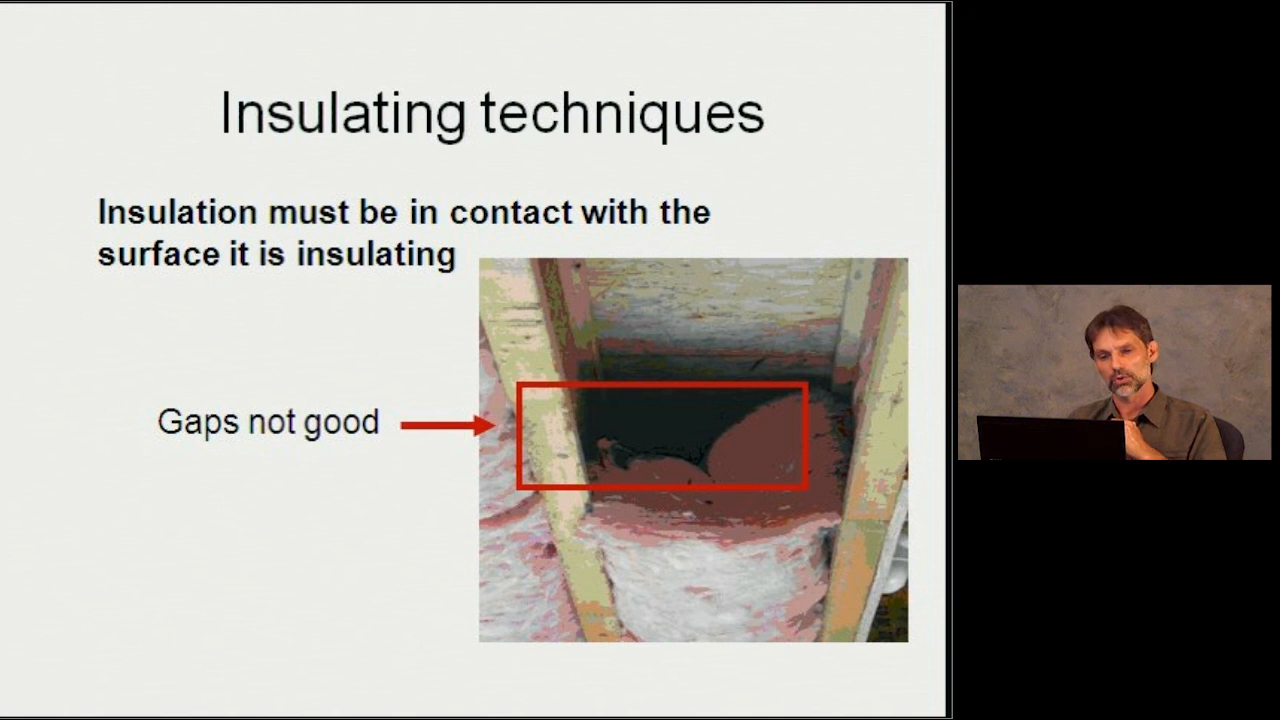 Insulating techniques
Insulation must be in contact with the
surface it is insulating
Gaps not good